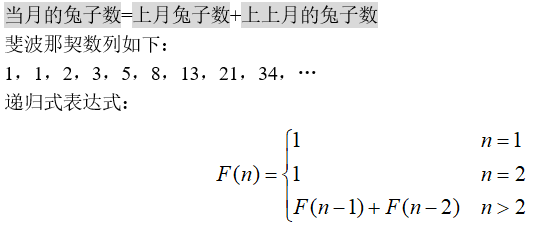 当月的兔子数=上月兔子数+上上月的兔子数
斐波那契数列如下：
1，1，2，3，5，8，13，21，34，…
递归式表达式：
1 n = 1
F(n) = { 1 n = 2
F(n−1) + F(n−2) n > 2